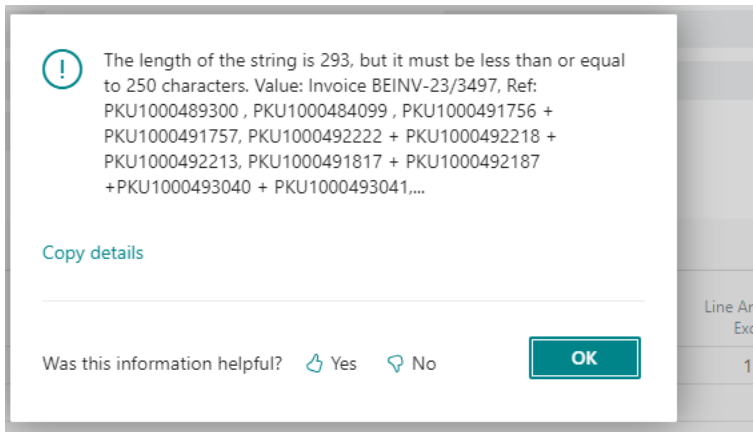 The length of the string is 293, but it must be less than or equal
to 250 characters. Value: Invoice BEINV-23/3497, Ref:
PKU1000489300 , PKU1000484099 , PKU1000491756 +
PKU1000491757, PKU1000492222 + PKU1000492218 +
PKU1000492213, PKU1000491817 + PKU1000492187
+PKU1000493040 + PKU1000493041,...
Copy details
Line Ar
Exc
1
Was this information helpful? Yes No OK